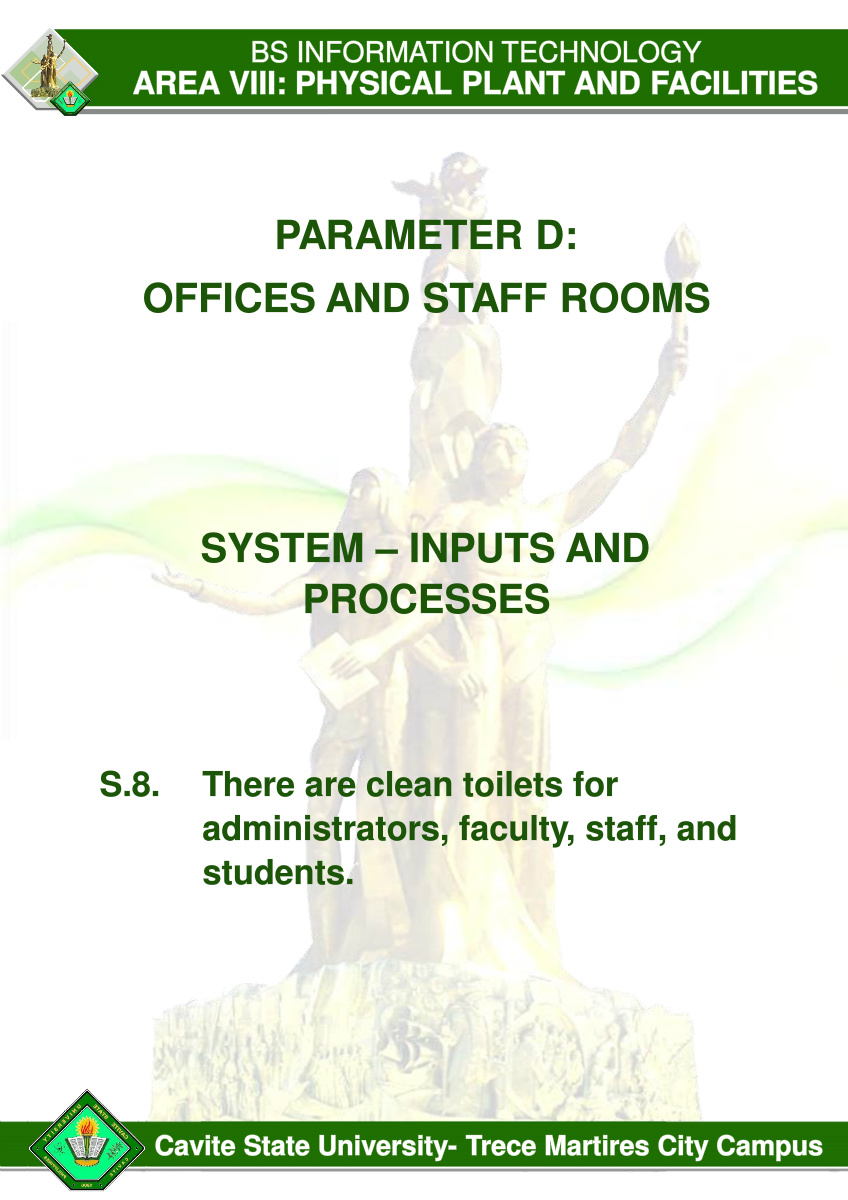 BS INFORMATION TECHNOLOGY
AREA VIII: PHYSICAL PLANT AND FACILITIES
PARAMETER D:
OFFICES AND STAFF ROOMS
SYSTEM – INPUTS AND
PROCESSES
S.8. There are clean toilets for
administrators, faculty, staff, and
students.
Cavite State University- Trece Martires City Campus